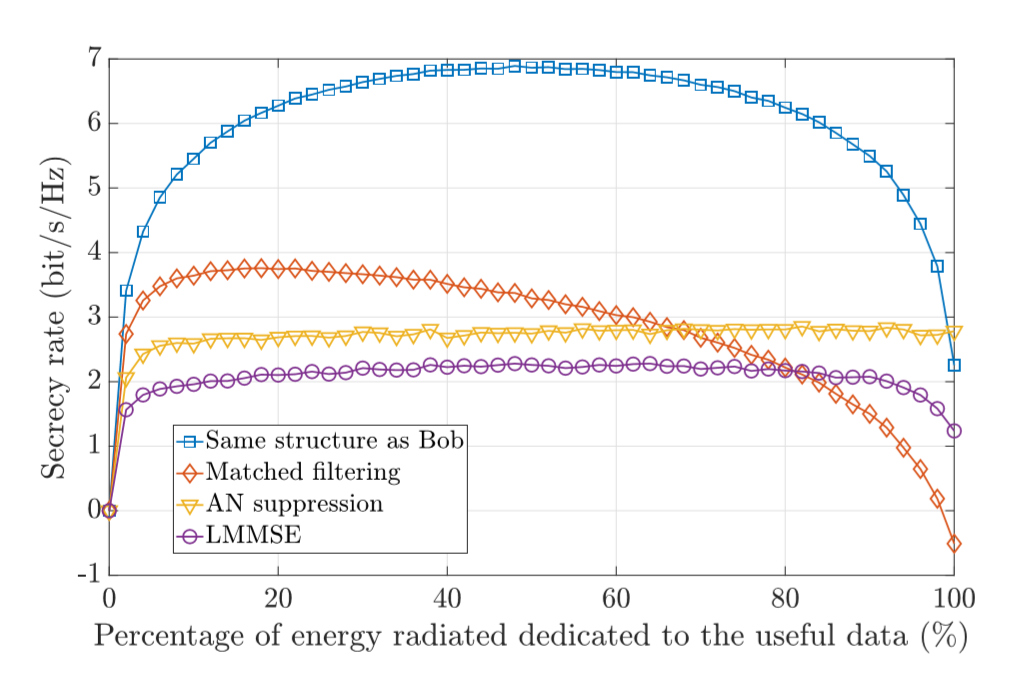 7
6
5
4
3
2
1
0
-1
Secrecy rate (bit/s/Hz)
Same structure as Bob
Matched filtering
AN suppression
LMMSE
0 20 40 60 80 100
Percentage of energy radiated dedicated to the useful data (%)